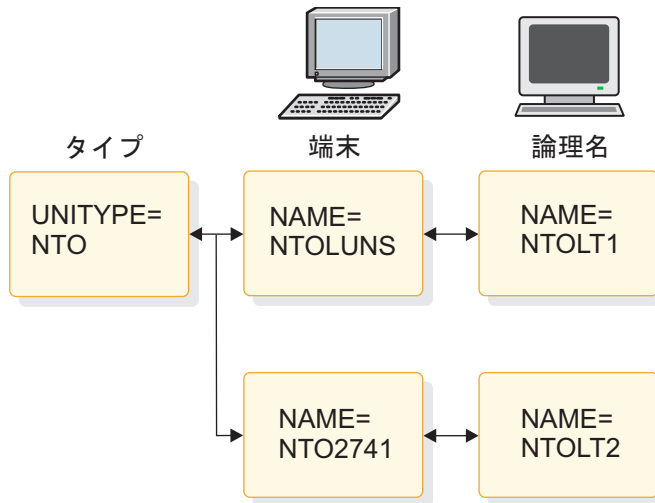 タイプ
端末
論理名
UNITYPE=
NTO
NAME=
NTOLUNS
NAME=
NTOLT1
NAME=
NTO2741
NAME=
NTOLT2